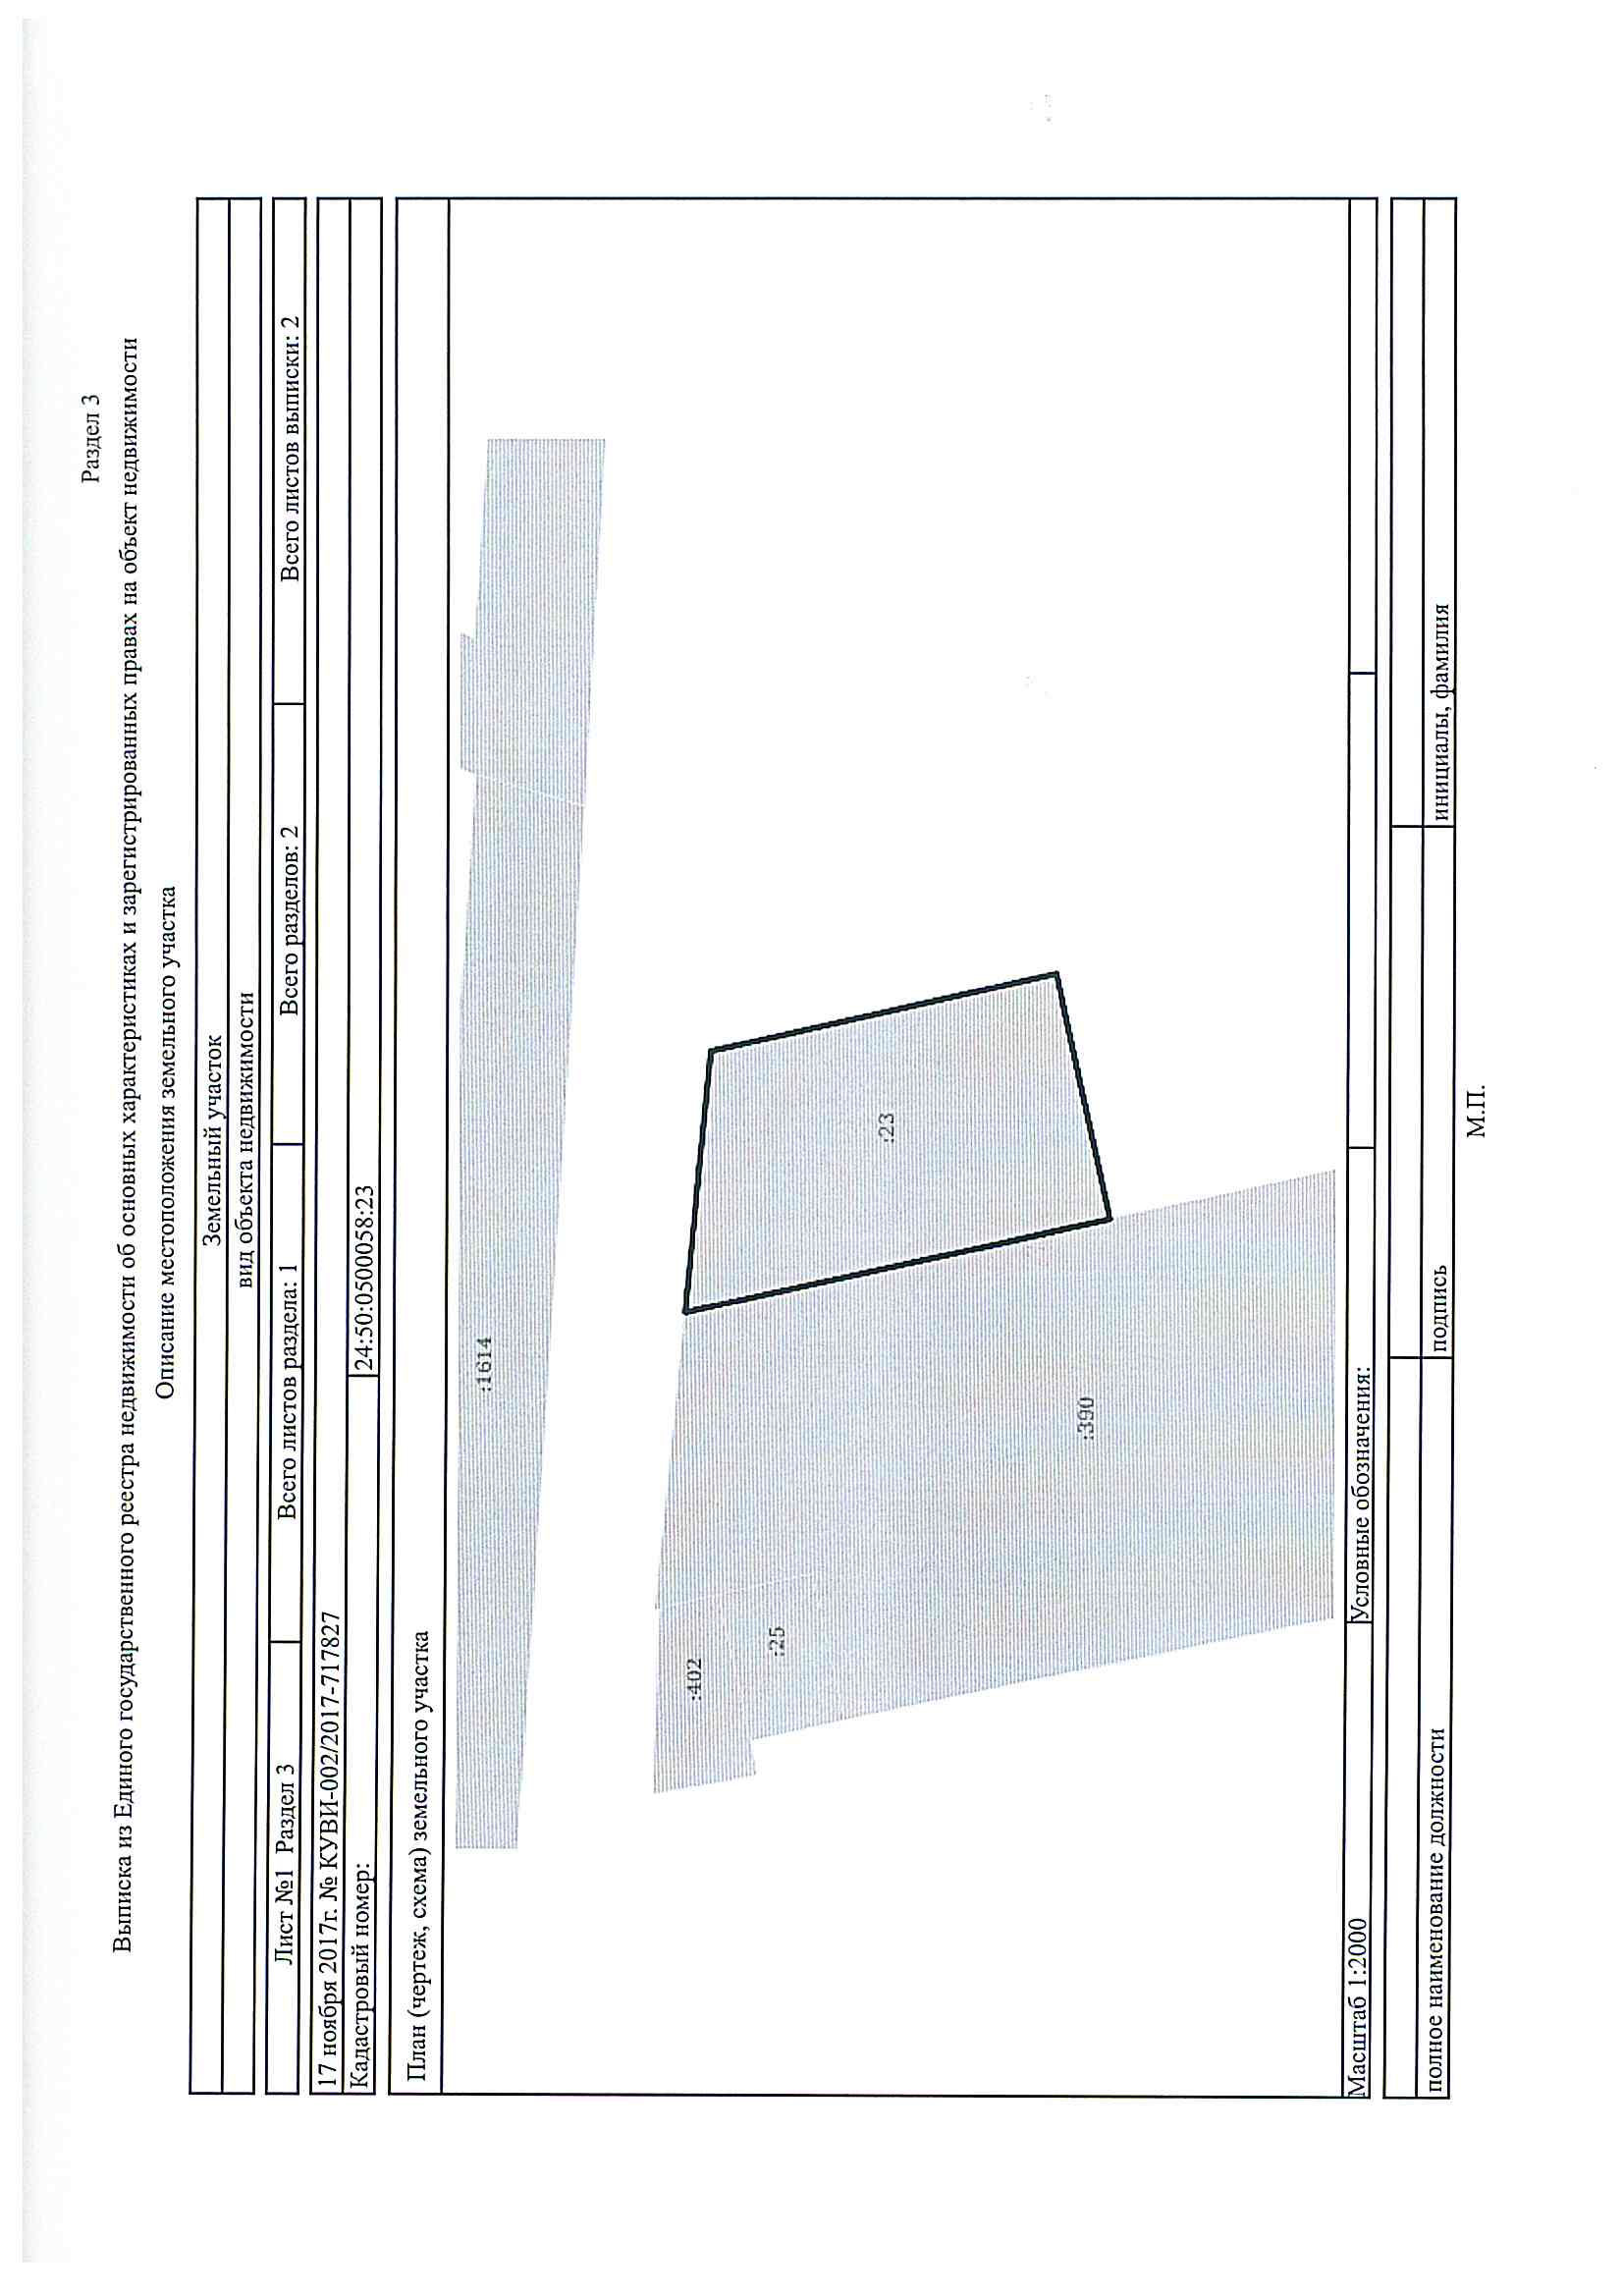 Раздел 3
Выписка из Единого государственного реестра недвижимости об основных характеристиках и зарегистрированных правах на объект недвижимости
Описание местоположения земельного участка
Земельный участок
вид объекта недвижимости
Лист №1 Раздел 3 Всего листов раздела: 1 Всего разделов: 2 Всего листов выписки: 2
17 ноября 2017г. № КУВИ-002/2017-717827
Кадастровый номер: 24:50:0500058:23
План (чертеж, схема) земельного участка
:1614
:402
:25
:23
:390
Масштаб 1:2000 Условные обозначения:
полное наименование должности подпись инициалы, фамилия
М.П.